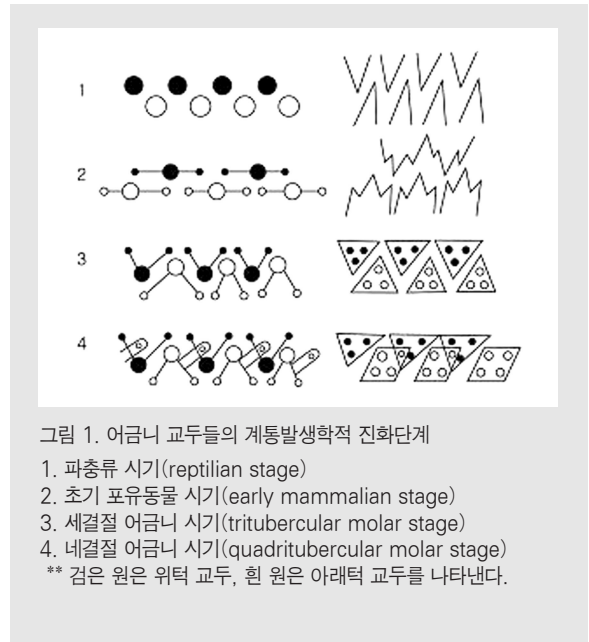 1
2
3
4
그림 1. 어금니 교두들의 계통발생학적 진화단계
1. 파충류 시기(reptilian stage)
2. 초기 포유동물 시기(early mammalian stage)
3. 세결절 어금니 시기(tritubercular molar stage)
4. 네결절 어금니 시기(quadritubercular molar stage)
** 검은 원은 위턱 교두, 흰 원은 아래턱 교두를 나타낸다.